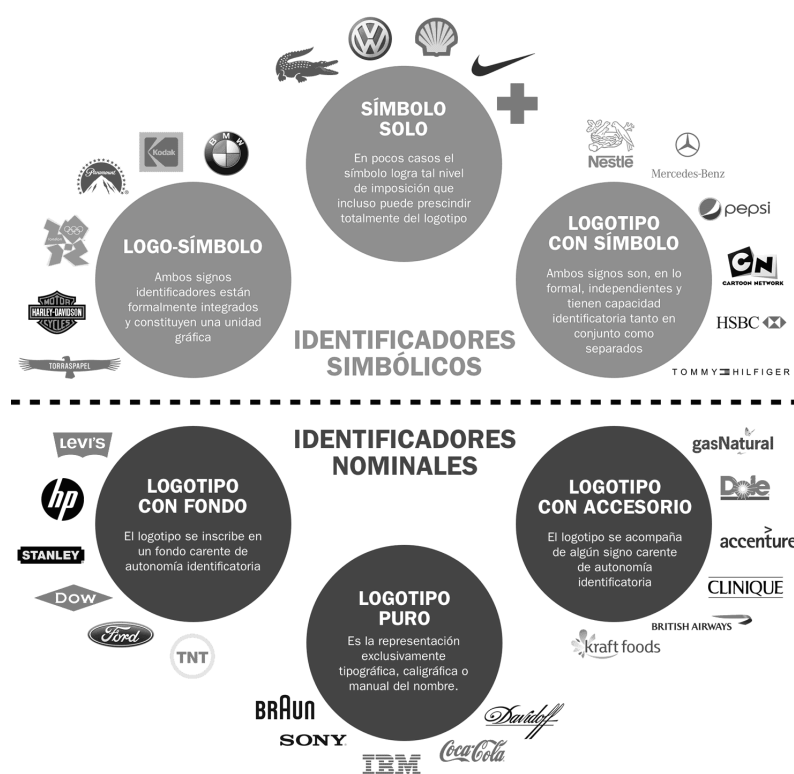 SÍMBOLO
SOLO
En pocos casos el
símbolo logra tal nivel
de imposición que
incluso puede prescindir
totalmente del logotipo
BMW
Kodak
Paramount
LOGO-SÍMBOLO
Ambos signos
identificadores están
formalmente integrados
y constituyen una unidad
gráfica
MOTOR
HARLEY-DAVIDSON
CYCLES
TORRASPAPEL
Nestlé
Mercedes-Benz
pepsi
CN
CARTOON NETWORK
HSBC
TOMMY HILFIGER
LOGOTIPO
CON SÍMBOLO
Ambos signos son, en lo
formal, independientes y
tienen capacidad
identificatoria tanto en
conjunto como
separados
IDENTIFICADORES
SIMBÓLICOS
IDENTIFICADORES
NOMINALES
LEVI'S
hp
STANLEY
DOW
Ford
TNT
LOGOTIPO
CON FONDO
El logotipo se inscribe en
un fondo carente de
autonomía identificatoria
LOGOTIPO
CON ACCESORIO
El logotipo se acompaña
de algún signo carente
de autonomía
identificatoria
gasNatural
Dole
accenture
CLINIQUE
BRITISH AIRWAYS
kraft foods
LOGOTIPO
PURO
Es la representación
exclusivamente
tipográfica, caligráfica o
manual del nombre.
BRAUN
SONY
IBM
Coca-Cola
Davidoff